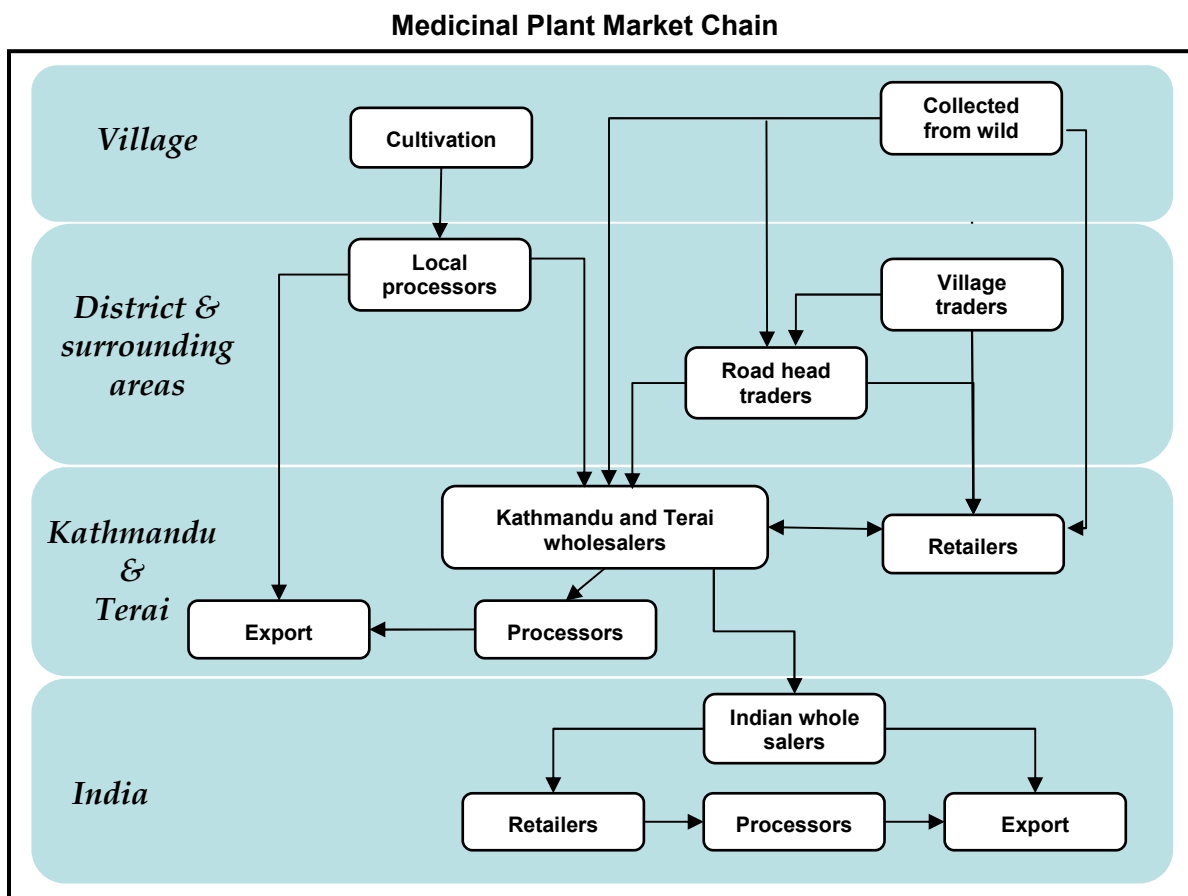 Medicinal Plant Market Chain
Village
Cultivation
Collected
from wild
District &
surrounding
areas
Local
processors
Village
traders
Road head
traders
Kathmandu
&
Terai
Kathmandu and Terai
wholesalers
Retailers
Export
Processors
India
Indian whole
salers
Retailers
Processors
Export